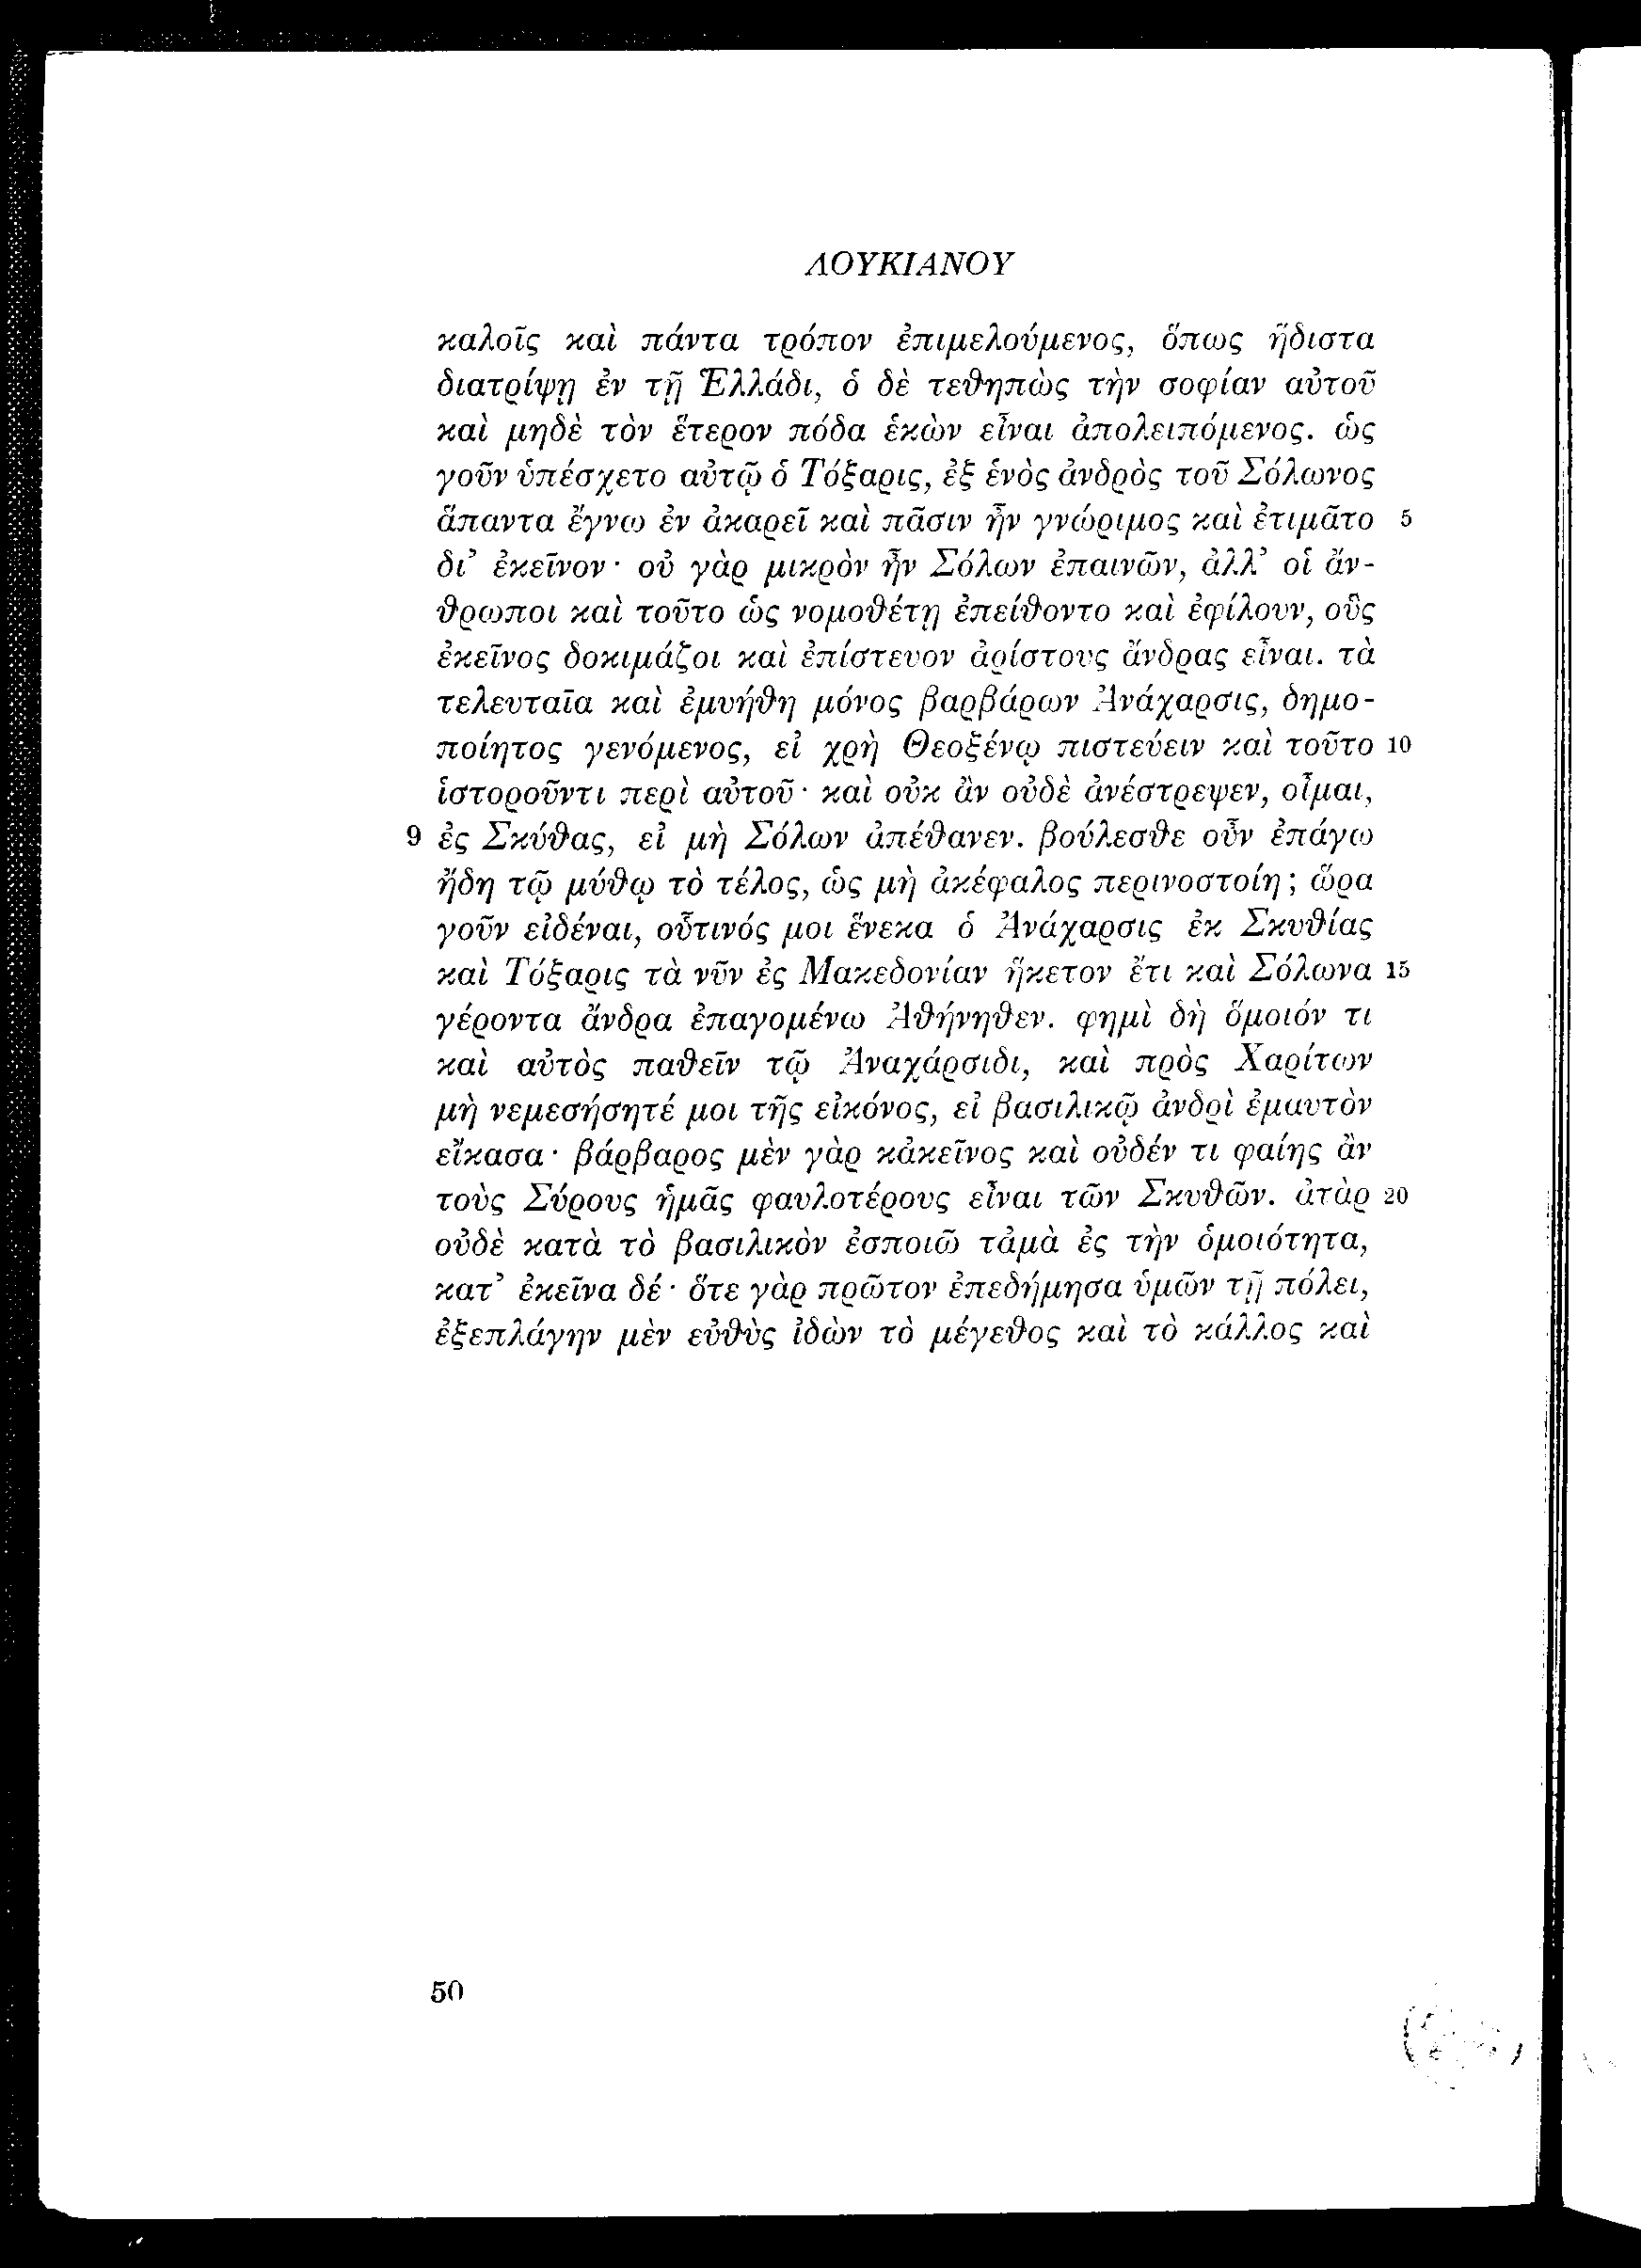 ΛΟΥΚΙΑΝΟΥ
καλοῖς καὶ πάντα τρόπον ἐπιμελούμενος, ὅπως ἥδιστα
διατρίψῃ ἐν τῇ Ἑλλάδι, ὁ δὲ τεθηπὼς τὴν σοφίαν αὐτοῦ
καὶ μηδὲ τὸν ἕτερον πόδα ἑκὼν εἶναι ἀπολειπόμενος. ὡς
γοῦν ὑπέσχετο αὐτῷ ὁ Τόξαρις, ἐξ ἑνὸς ἀνδρὸς τοῦ Σόλωνος
ἅπαντα ἔγνω ἐν ἀκαρεῖ καὶ πᾶσιν ἦν γνώριμος καὶ ἐτιμᾶτο 5
δι’ ἐκεῖνον· οὐ γὰρ μικρὸν ἦν Σόλων ἐπαινῶν, ἀλλ’ οἱ ἄν-
θρωποι καὶ τοῦτο ὡς νομοθέτῃ ἐπείθοντο καὶ ἐφίλουν, οὓς
ἐκεῖνος δοκιμάζοι καὶ ἐπίστευον ἀρίστους ἄνδρας εἶναι. τὰ
τελευταῖα καὶ ἐμυήθη μόνος βαρβάρων Ἀνάχαρσις, δημο-
ποίητος γενόμενος, εἰ χρὴ Θεοξένῳ πιστεύειν καὶ τοῦτο 10
ἱστοροῦντι περὶ αὐτοῦ· καὶ οὐκ ἂν οὐδὲ ἀνέστρεψεν, οἶμαι,
9 ἐς Σκύθας, εἰ μὴ Σόλων ἀπέθανεν. βούλεσθε οὖν ἐπάγω
ἤδη τῷ μύθῳ τὸ τέλος, ὡς μὴ ἀκέφαλος περινοστοίη; ὥρα
γοῦν εἰδέναι, οὗτινός μοι ἕνεκα ὁ Ἀνάχαρσις ἐκ Σκυθίας
καὶ Τόξαρις τὰ νῦν ἐς Μακεδονίαν ἥκετον ἔτι καὶ Σόλωνα 15
γέροντα ἄνδρα ἐπαγομένω Ἀθήνηθεν. φημὶ δὴ ὅμοιόν τι
καὶ αὐτὸς παθεῖν τῷ Ἀναχάρσιδι, καὶ πρὸς Χαρίτων
μὴ νεμεσήσητέ μοι τῆς εἰκόνος, εἰ βασιλικῷ ἀνδρὶ ἐμαυτὸν
εἴκασα· βάρβαρος μὲν γὰρ κἀκεῖνος καὶ οὐδέν τι φαίης ἂν
τοὺς Σύρους ἡμᾶς φαυλοτέρους εἶναι τῶν Σκυθῶν. ἀτὰρ 20
οὐδὲ κατὰ τὸ βασιλικὸν ἐσποιῶ τἀμὰ ἐς τὴν ὁμοιότητα,
κατ’ ἐκεῖνα δέ· ὅτε γὰρ πρῶτον ἐπεδήμησα ὑμῶν τῇ πόλει,
ἐξεπλάγην μὲν εὐθὺς ἰδὼν τὸ μέγεθος καὶ τὸ κάλλος καὶ
50